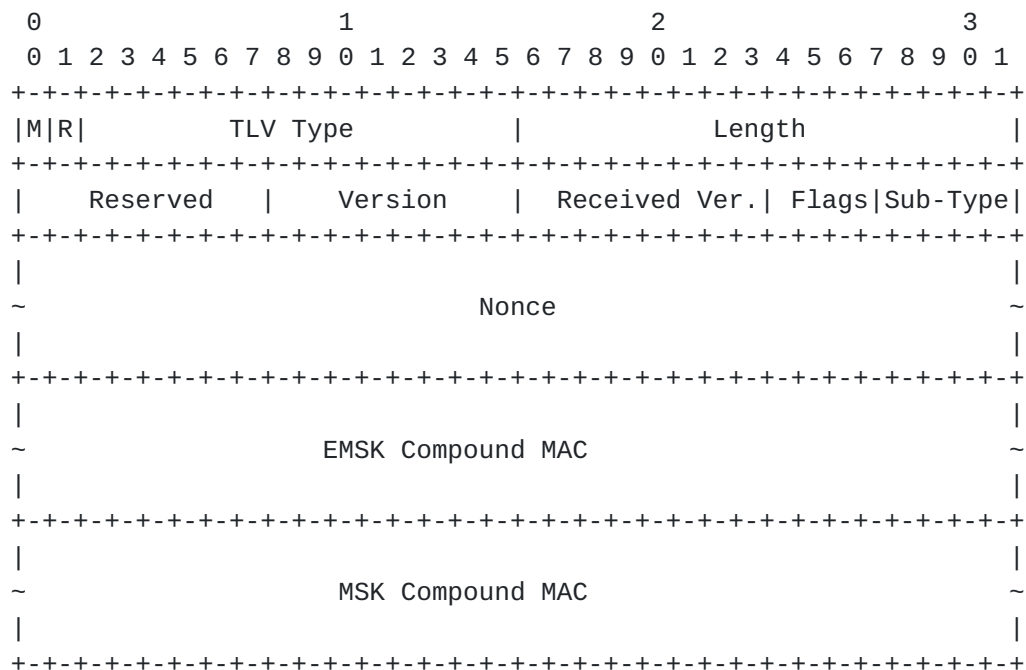 0                   1                   2                   3
 0 1 2 3 4 5 6 7 8 9 0 1 2 3 4 5 6 7 8 9 0 1 2 3 4 5 6 7 8 9 0 1
+-+-+-+-+-+-+-+-+-+-+-+-+-+-+-+-+-+-+-+-+-+-+-+-+-+-+-+-+-+-+-+-+
|M|R|         TLV Type          |            Length             |
+-+-+-+-+-+-+-+-+-+-+-+-+-+-+-+-+-+-+-+-+-+-+-+-+-+-+-+-+-+-+-+-+
|    Reserved   |    Version    |  Received Ver.| Flags|Sub-Type|
+-+-+-+-+-+-+-+-+-+-+-+-+-+-+-+-+-+-+-+-+-+-+-+-+-+-+-+-+-+-+-+-+
|                                                               |
~                             Nonce                             ~
|                                                               |
+-+-+-+-+-+-+-+-+-+-+-+-+-+-+-+-+-+-+-+-+-+-+-+-+-+-+-+-+-+-+-+-+
|                                                               |
~                   EMSK Compound MAC                           ~
|                                                               |
+-+-+-+-+-+-+-+-+-+-+-+-+-+-+-+-+-+-+-+-+-+-+-+-+-+-+-+-+-+-+-+-+
|                                                               |
~                    MSK Compound MAC                           ~
|                                                               |
+-+-+-+-+-+-+-+-+-+-+-+-+-+-+-+-+-+-+-+-+-+-+-+-+-+-+-+-+-+-+-+-+